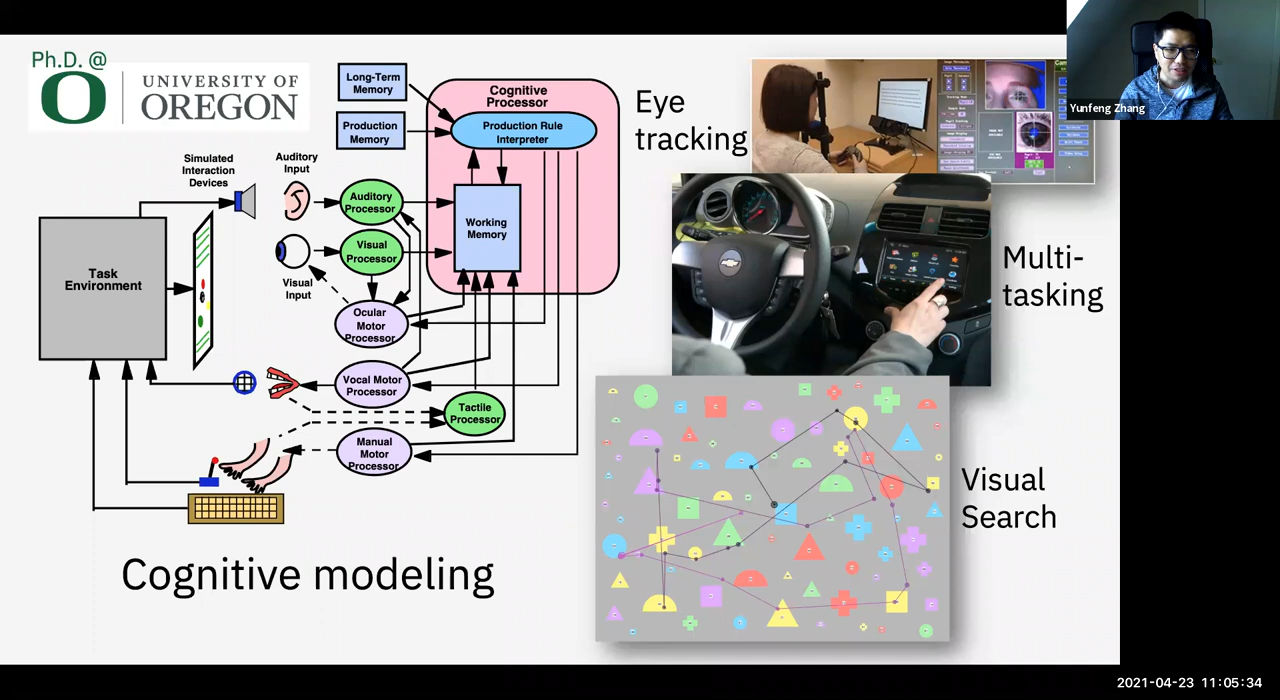 Ph.D. @
UNIVERSITY OF
OREGON
Long-Term
Memory
Production
Memory
Cognitive
Processor
Production Rule
Interpreter
Simulated
Interaction
Devices
Auditory
Input
Auditory
Processor
Visual
Processor
Working
Memory
Task
Environment
Visual
Input
Ocular
Motor
Processor
Vocal Motor
Processor
Tactile
Processor
Manual
Motor
Processor
Cognitive modeling
Eye
tracking
Multi-
tasking
Visual
Search
Yunfeng Zhang
2021-04-23 11:05:34